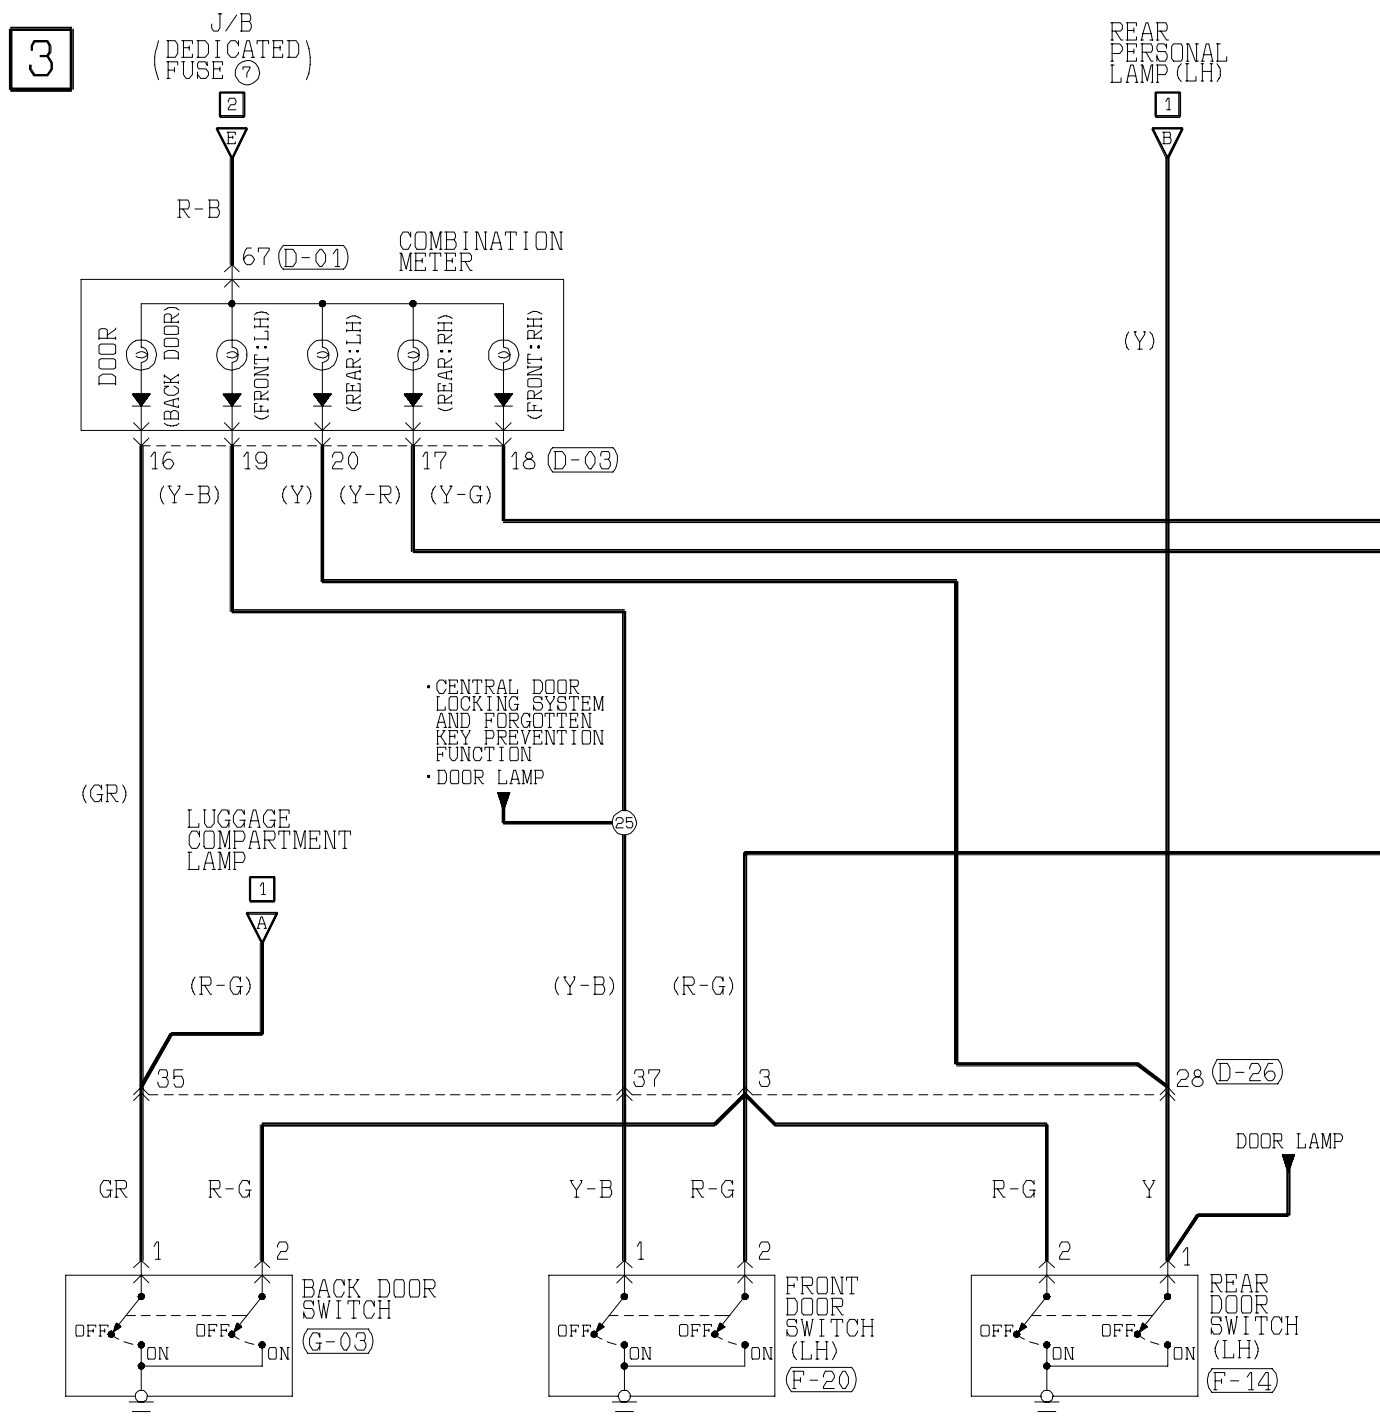 3
J/B
(DEDICATED)
(FUSE ⑦)
2
E
R-B
67 (D-01)
COMBINATION
METER
DOOR
(BACK DOOR)
(FRONT:LH)
(REAR:LH)
(REAR:RH)
(FRONT:RH)
16
19
20
17
18 (D-03)
(Y-B)
(Y)
(Y-R)
(Y-G)
REAR
PERSONAL
LAMP (LH)
1
B
(Y)
·CENTRAL DOOR
LOCKING SYSTEM
AND FORGOTTEN
KEY PREVENTION
FUNCTION
·DOOR LAMP
25
(GR)
LUGGAGE
COMPARTMENT
LAMP
1
A
(R-G)
(Y-B)
(R-G)
35
37
3
28 (D-26)
DOOR LAMP
GR
R-G
Y-B
R-G
R-G
Y
1
2
1
2
2
1
OFF
OFF
ON
ON
BACK DOOR
SWITCH
(G-03)
OFF
OFF
ON
ON
FRONT
DOOR
SWITCH
(LH)
(F-20)
OFF
OFF
ON
ON
REAR
DOOR
SWITCH
(LH)
(F-14)